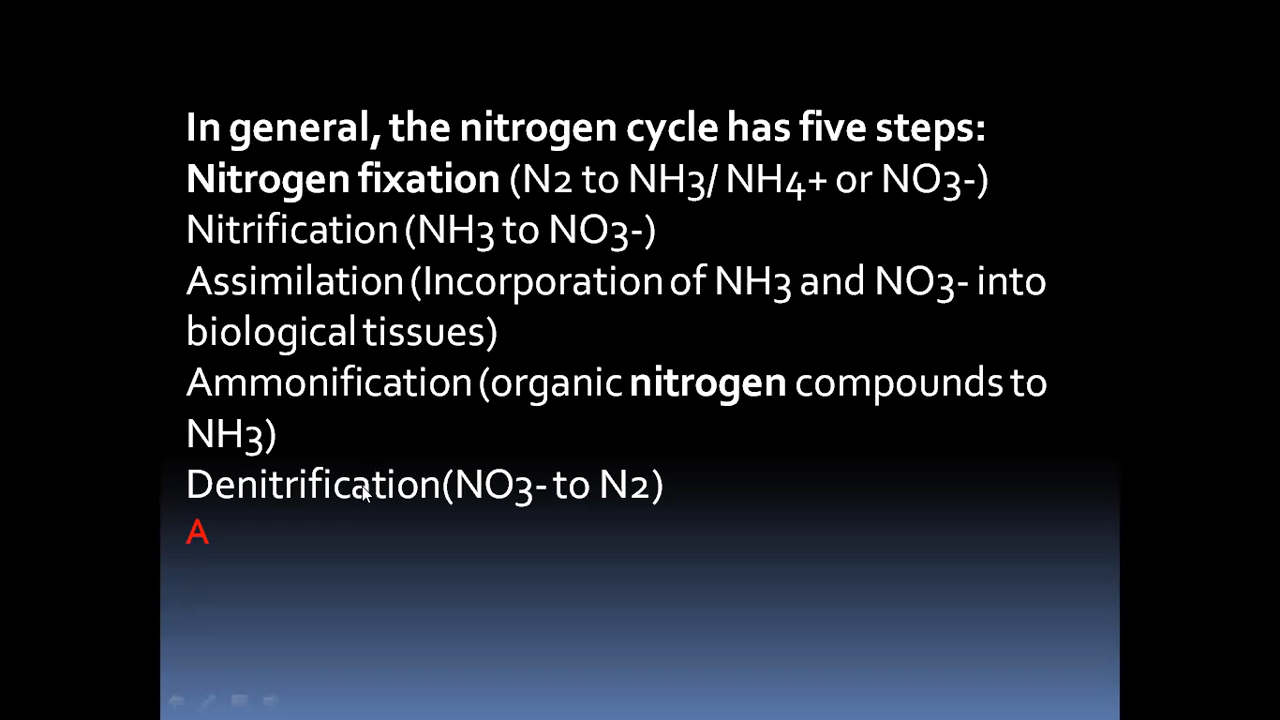 In general, the nitrogen cycle has five steps:
Nitrogen fixation (N2 to NH3/ NH4+ or NO3-)
Nitrification (NH3 to NO3-)
Assimilation (Incorporation of NH3 and NO3- into
biological tissues)
Ammonification (organic nitrogen compounds to
NH3)
Denitrification(NO3- to N2)
A